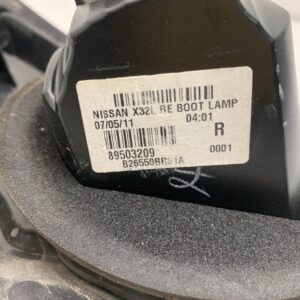 NISSAN X32L RE BOOT LAMP
07/05/11 04:01
R
89503209 0001
B26550BR01A